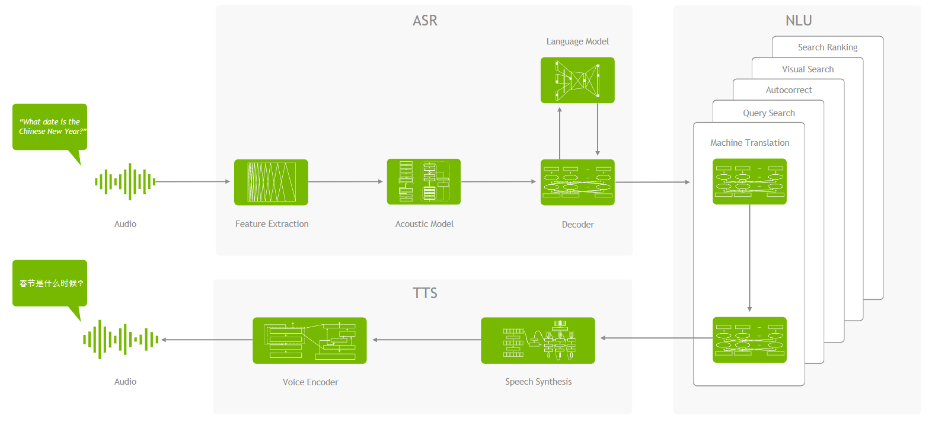 ASR
NLU
Language Model
Search Ranking
Visual Search
Autocorrect
Query Search
Machine Translation
"What date is the
Chinese New Year?"
Audio
Feature Extraction
Acoustic Model
Decoder
春节是什么时候?
TTS
Audio
Voice Encoder
Speech Synthesis